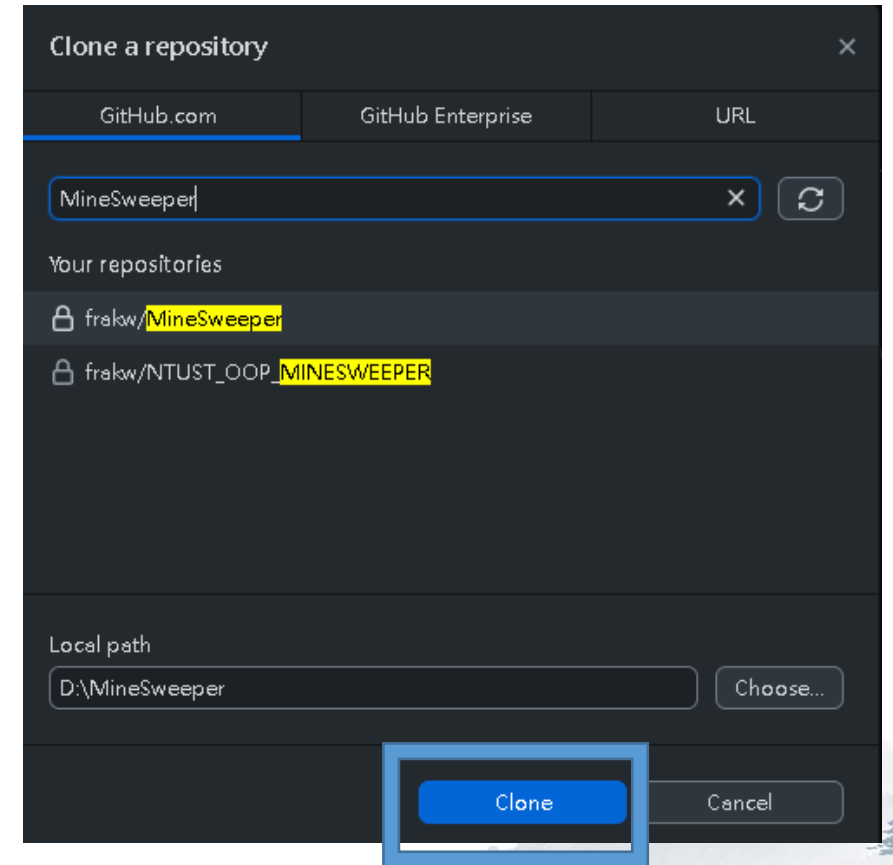 Clone a repository
GitHub.com GitHub Enterprise URL
MineSweeper
Your repositories
frakw/MineSweeper
frakw/NTUST_OOP_MINESWEEPER
Local path
D:\MineSweeper Choose...
Clone Cancel